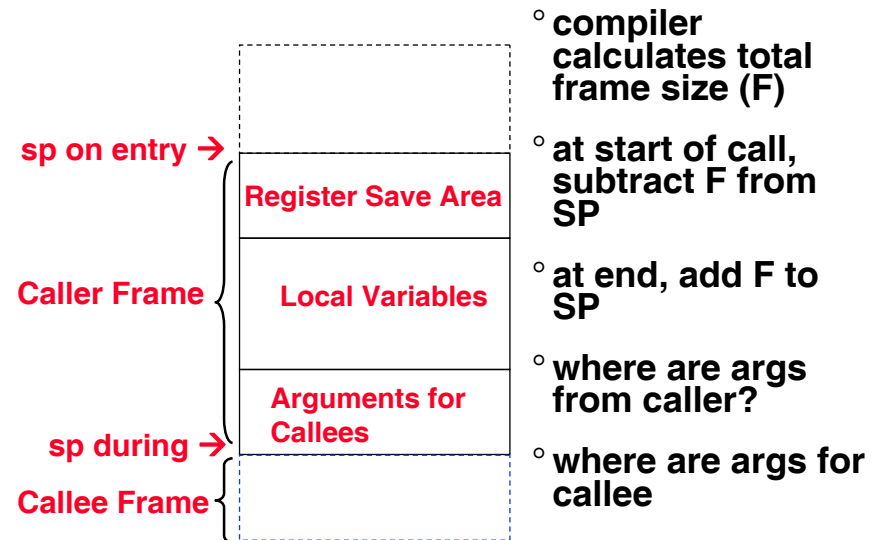 sp on entry →
Register Save Area
Caller Frame
Local Variables
Arguments for
Callees
sp during →
Callee Frame
° compiler
calculates total
frame size (F)
° at start of call,
subtract F from
SP
° at end, add F to
SP
° where are args
from caller?
° where are args for
callee